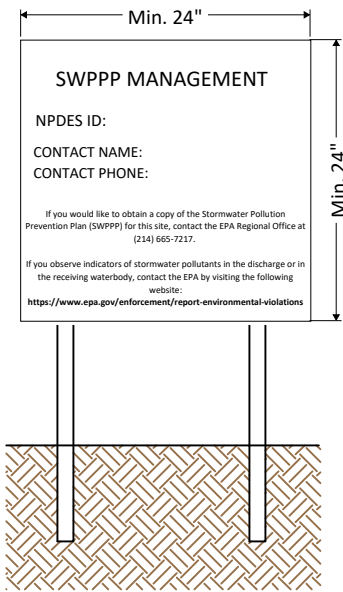 Min. 24"
SWPPP MANAGEMENT
NPDES ID:
CONTACT NAME:
CONTACT PHONE:
If you would like to obtain a copy of the Stormwater Pollution
Prevention Plan (SWPPP) for this site, contact the EPA Regional Office at
(214) 665-7217.
If you observe indicators of stormwater pollutants in the discharge or in
the receiving waterbody, contact the EPA by visiting the following
website:
https://www.epa.gov/enforcement/report-environmental-violations
Min. 24"